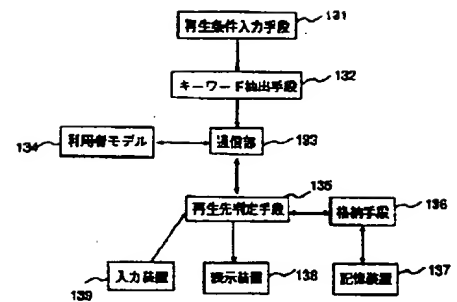 再生条件入力手段
131
キーワード抽出手段
132
利用者モデル
134
通信部
133
再生先判定手段
135
格納手段
136
入力装置
139
表示装置
138
記憶装置
137